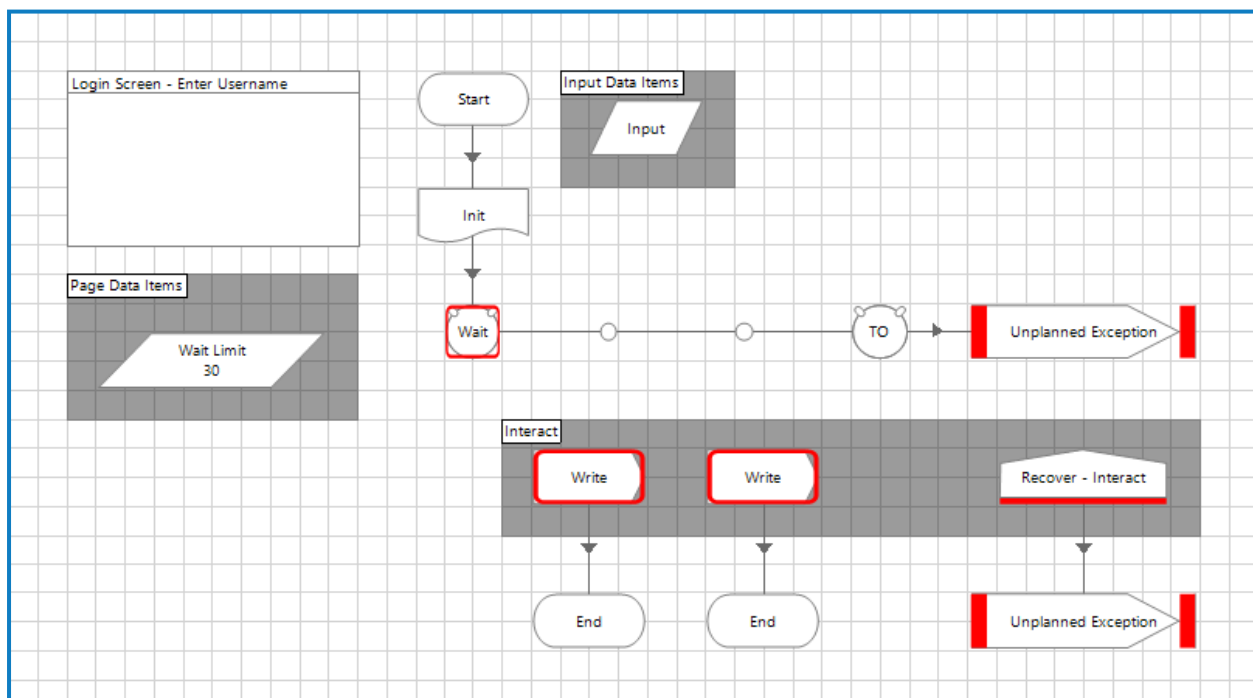 Login Screen - Enter Username
Start
Input Data Items
Input
Init
Page Data Items
Wait Limit
30
Wait
TO
Unplanned Exception
Interact
Write
Write
Recover - Interact
End
End
Unplanned Exception